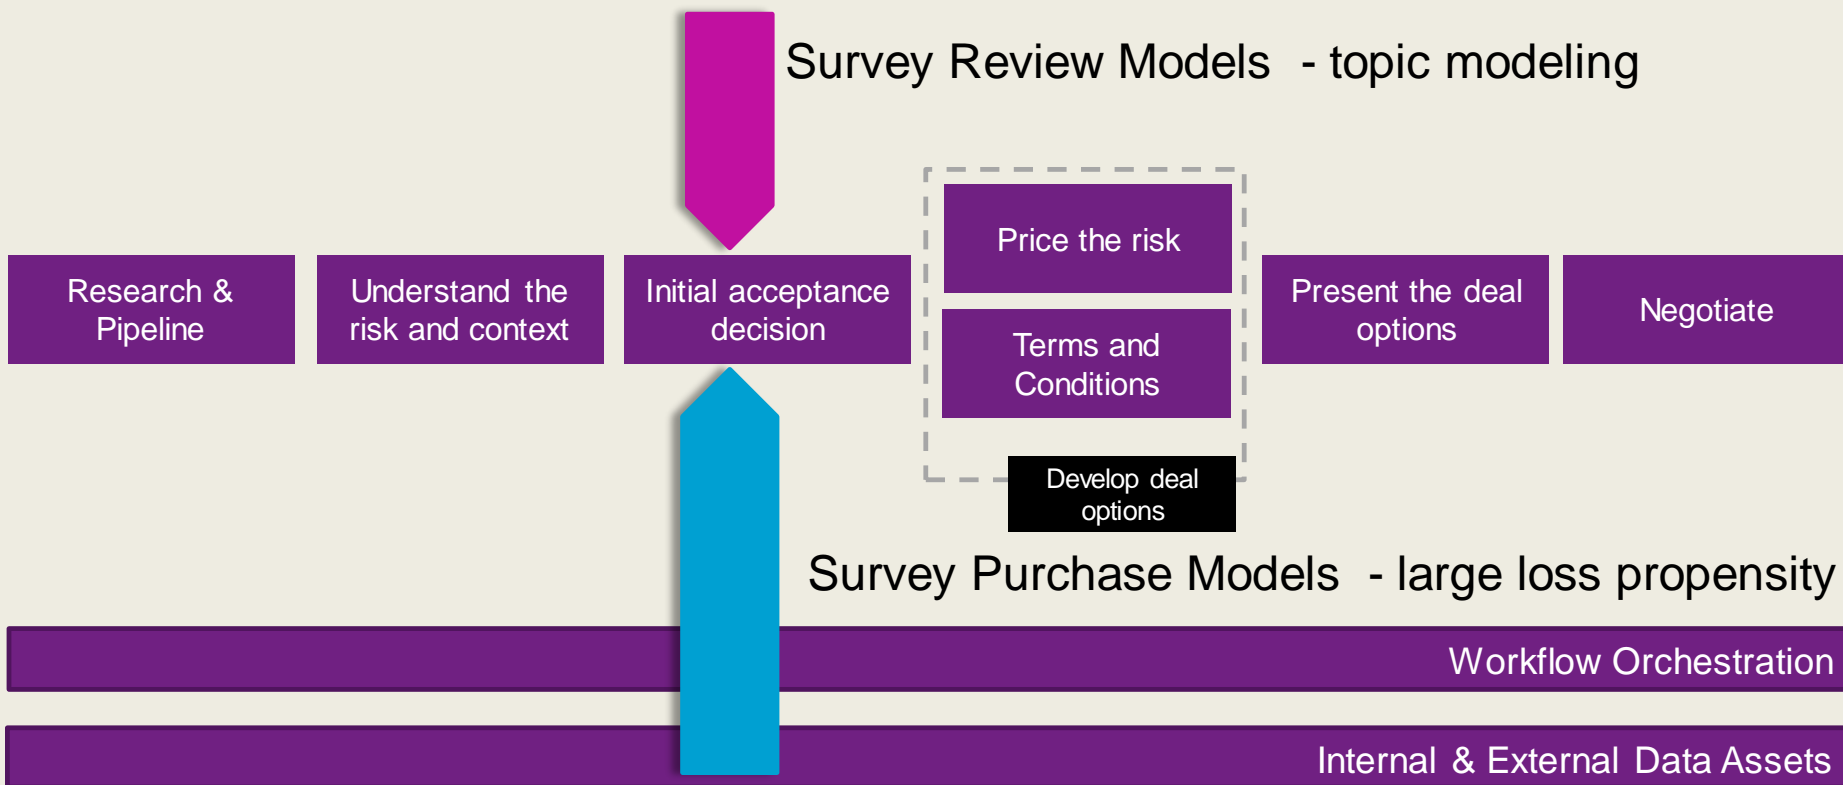 Survey Review Models - topic modeling
Research &
Pipeline
Understand the
risk and context
Initial acceptance
decision
Price the risk
Terms and
Conditions
Develop deal
options
Present the deal
options
Negotiate
Survey Purchase Models - large loss propensity
Workflow Orchestration
Internal & External Data Assets